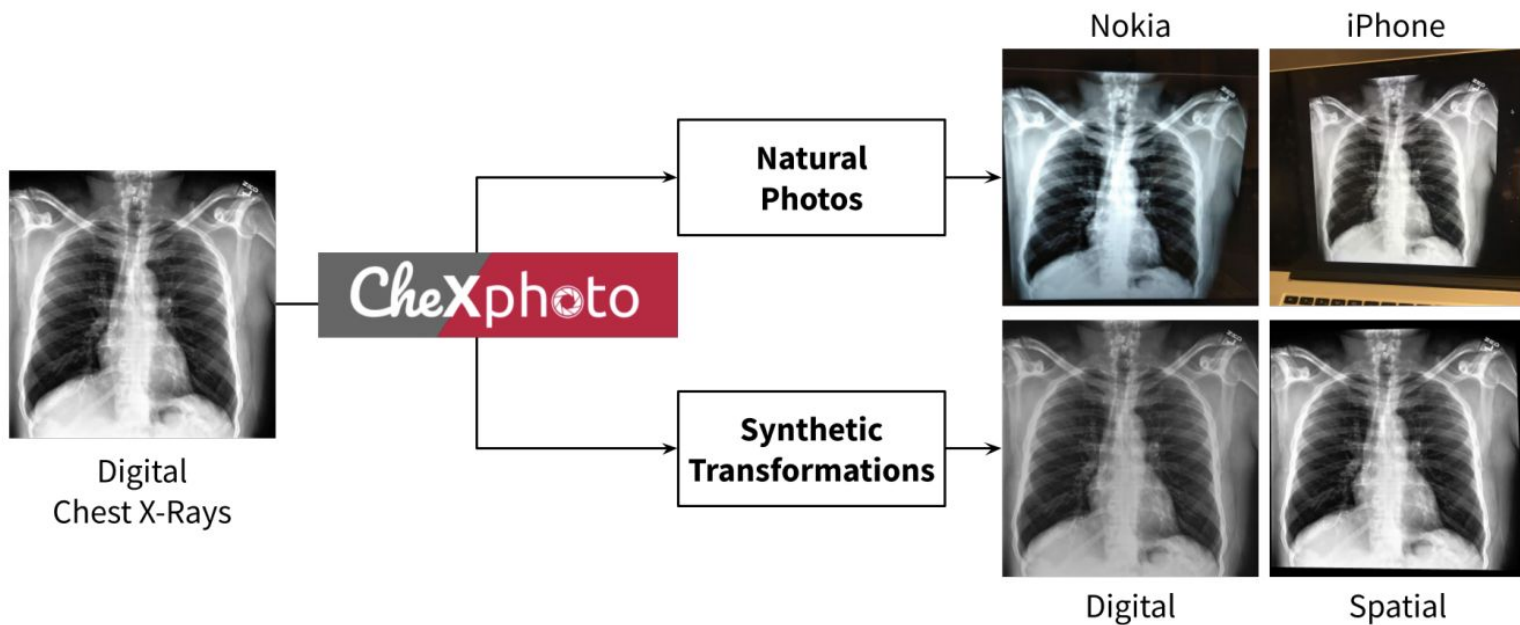 Nokia
iPhone
Natural
Photos
CheXphoto
Digital
Chest X-Rays
Synthetic
Transformations
Digital
Spatial